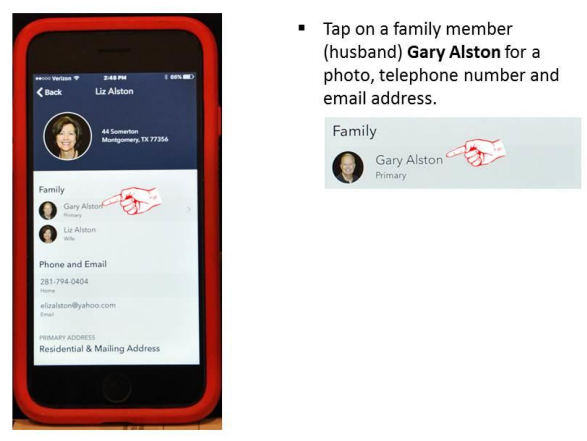 Verizon 2:48 PM 66%
Back Liz Alston
44 Somerton
Montgomery, TX 77356
Family
Gary Alston
Primary
Liz Alston
Wife
Phone and Email
281-794-0404
Home
elizalston@yahoo.com
Email
PRIMARY ADDRESS
Residential & Mailing Address
▪ Tap on a family member
(husband) Gary Alston for a
photo, telephone number and
email address.
Family
Gary Alston
Primary